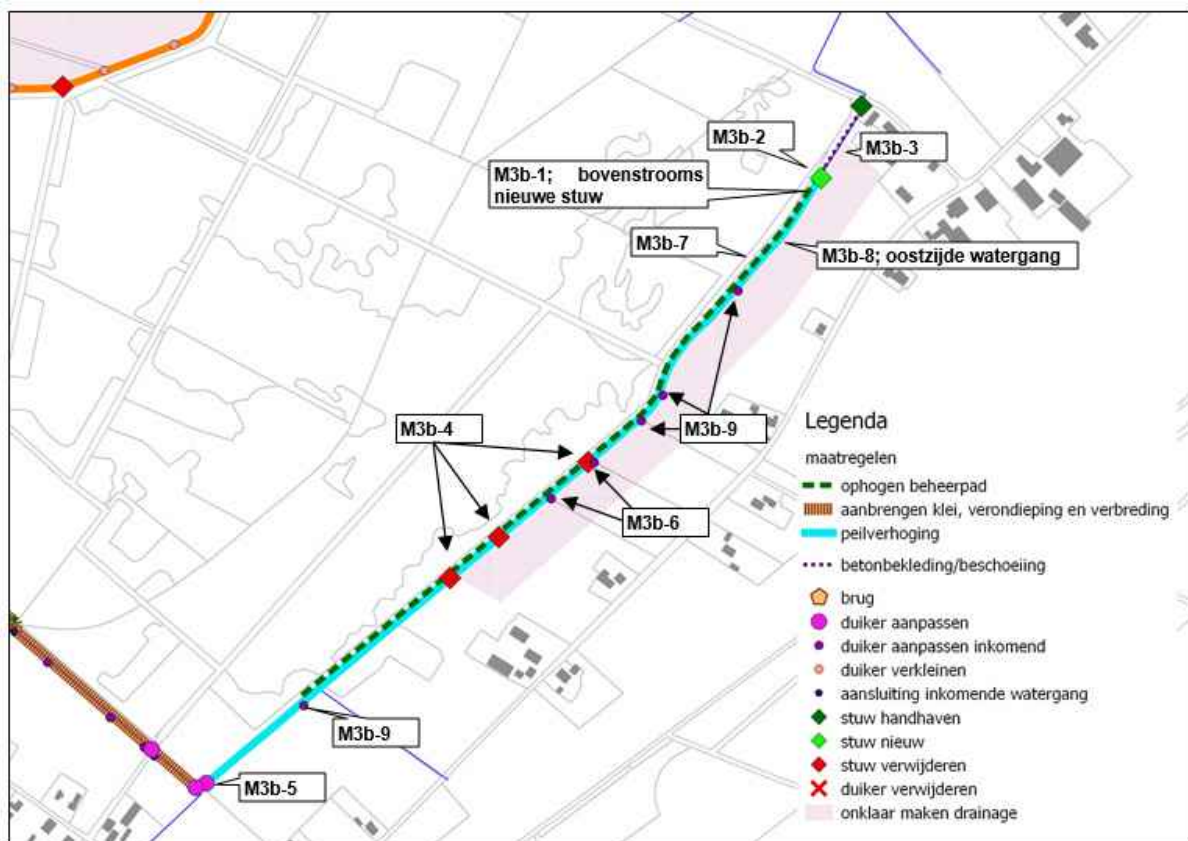 M3b-2
M3b-3
M3b-1; bovenstrooms
nieuwe stuw
M3b-7
M3b-8; oostzijde watergang
M3b-4
M3b-9
M3b-6
M3b-9
M3b-5
Legenda
maatregelen
ophogen beheerpad
aanbrengen klei, verondieping en verbreding
peilverhoging
betonbekleding/beschoeiing
brug
duiker aanpassen
duiker aanpassen inkomend
duiker verkleinen
aansluiting inkomende watergang
stuw handhaven
stuw nieuw
stuw verwijderen
duiker verwijderen
onklaar maken drainage